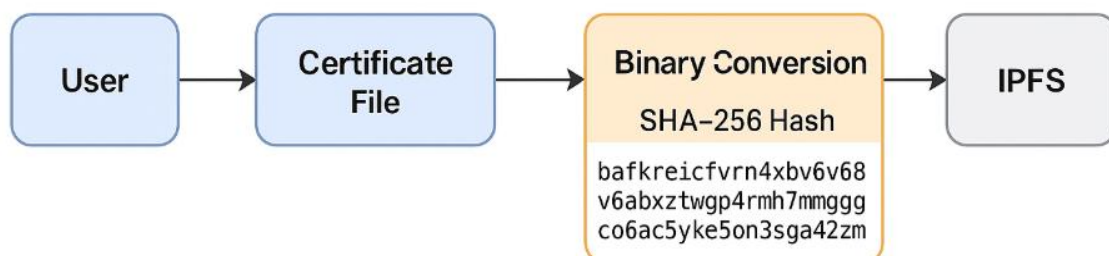 User
Certificate
File
Binary Conversion
SHA-256 Hash
bafkreicfvrn4xbv6v68
v6abxztwgp4rmh7mmggg
co6ac5yke5on3sga42zm
IPFS